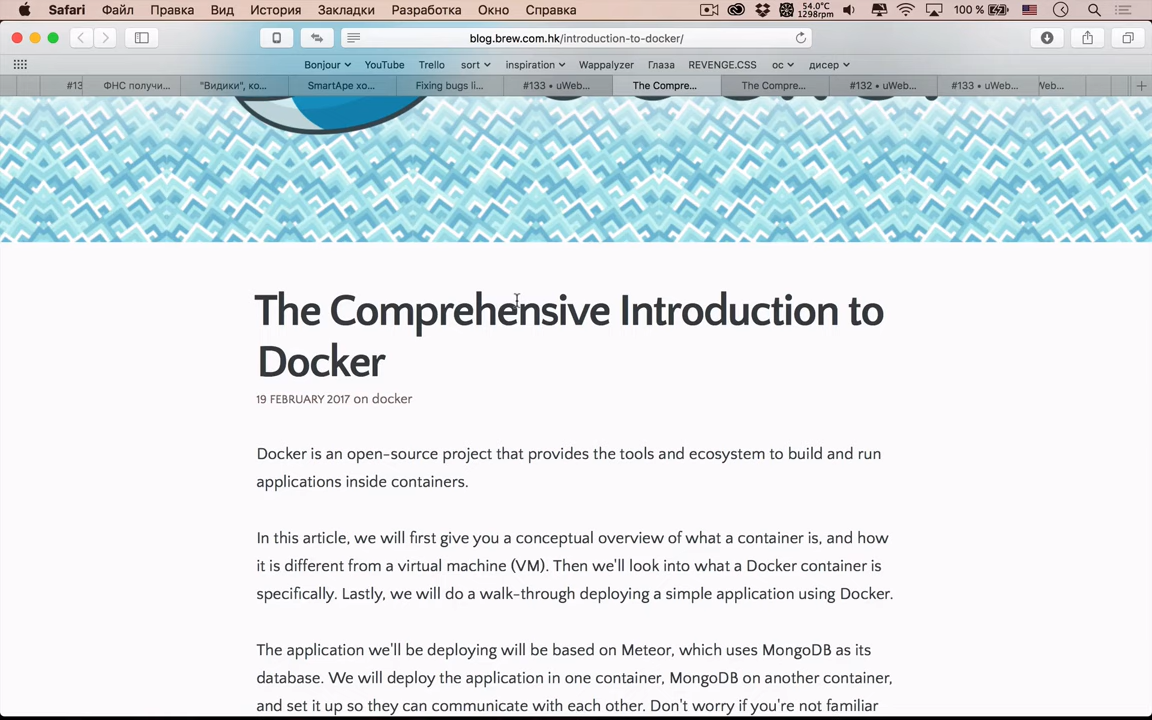 Safari Файл Правка Вид История Закладки Разработка Окно Справка 54.0°C 1298rpm 100 %
blog.brew.com.hk/introduction-to-docker/
Bonjour YouTube Trello sort inspiration Wappalyzer Глаза REVENGE.CSS ос дисер
#13 ФНС получи... "Видики", ко... SmartApe хо... Fixing bugs li... #133 • uWeb... The Compre... The Compre... #132 • uWeb... #133 • uWeb... Veb...
The Comprehensive Introduction to
Docker
19 FEBRUARY 2017 on docker
Docker is an open-source project that provides the tools and ecosystem to build and run
applications inside containers.
In this article, we will first give you a conceptual overview of what a container is, and how
it is different from a virtual machine (VM). Then we'll look into what a Docker container is
specifically. Lastly, we will do a walk-through deploying a simple application using Docker.
The application we'll be deploying will be based on Meteor, which uses MongoDB as its
database. We will deploy the application in one container, MongoDB on another container,
and set it up so they can communicate with each other. Don't worry if you're not familiar